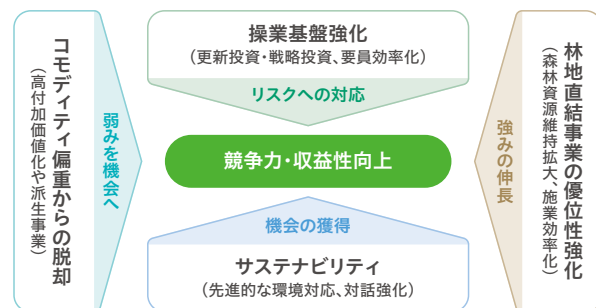 コモディティ偏重からの脱却
（高付加価値化や派生事業）
弱みを機会へ
操業基盤強化
（更新投資・戦略投資、要員効率化）
リスクへの対応
競争力・収益性向上
機会の獲得
サステナビリティ
（先進的な環境対応、対話強化）
強みの伸長
林地直結事業の優位性強化
（森林資源維持拡大、施業効率化）